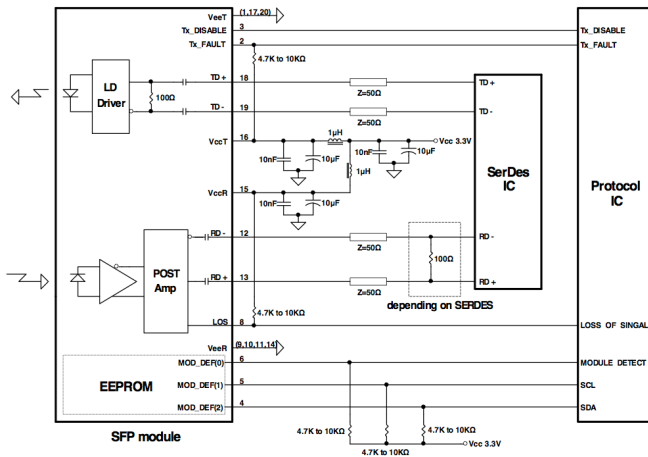 VeeT (1,17,20)
Tx_DISABLE 3 Tx_DISABLE
Tx_FAULT 2 Tx_FAULT
4.7K to 10KΩ
LD
Driver
100Ω
TD+ 18 Z=50Ω TD+
TD- 19 Z=50Ω TD-
VccT 16 1µH Vcc 3.3V
10nF 10µF 10nF 10µF
1µH
SerDes
IC
Protocol
IC
VccR 15
10nF 10µF
RD- 12 Z=50Ω RD-
100Ω
POST
Amp
RD+ 13 Z=50Ω RD+
depending on SERDES
4.7K to 10KΩ
LOS 8 LOSS OF SINGAL
VeeR (9,10,11,14)
MOD_DEF(0) 6 MODULE DETECT
EEPROM
MOD_DEF(1) 5 SCL
MOD_DEF(2) 4 SDA
4.7K to 10KΩ 4.7K to 10KΩ
SFP module
Vcc 3.3V
4.7K to 10KΩ